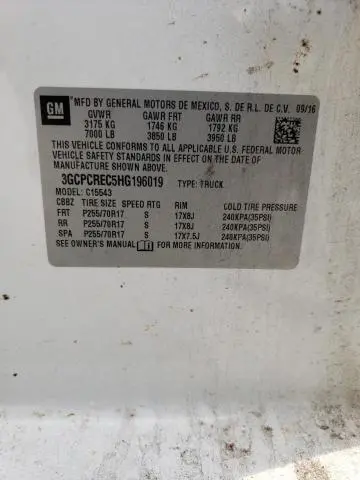 GM
MFD BY GENERAL MOTORS DE MEXICO, S. DE R.L. DE C.V. 09/16
GVWR GAWR FRT GAWR RR
3175 KG 1746 KG 1792 KG
7000 LB 3850 LB 3950 LB
THIS VEHICLE CONFORMS TO ALL APPLICABLE U.S. FEDERAL MOTOR
VEHICLE SAFETY STANDARDS IN EFFECT ON THE DATE OF
MANUFACTURE SHOWN ABOVE.
3GCPCREC5HG196019 TYPE: TRUCK
MODEL: C15543
CBBZ TIRE SIZE SPEED RTG RIM COLD TIRE PRESSURE
FRT P255/70R17 S 17X8J 240KPA(35PSI)
RR P255/70R17 S 17X8J 240KPA(35PSI)
SPA P255/70R17 S 17X7.5J 240KPA(35PSI)
SEE OWNER'S MANUAL FOR MORE INFORMATION